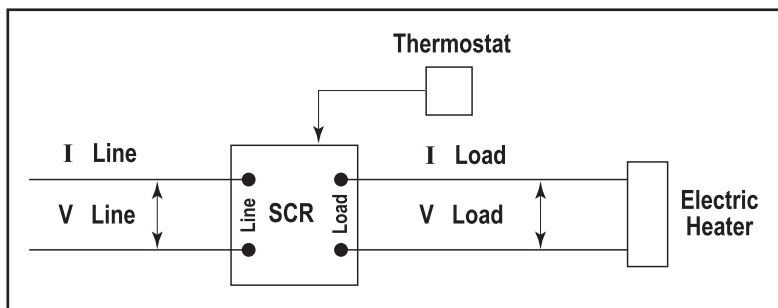 Thermostat
I Line
I Load
V Line
Line
SCR
Load
V Load
Electric
Heater